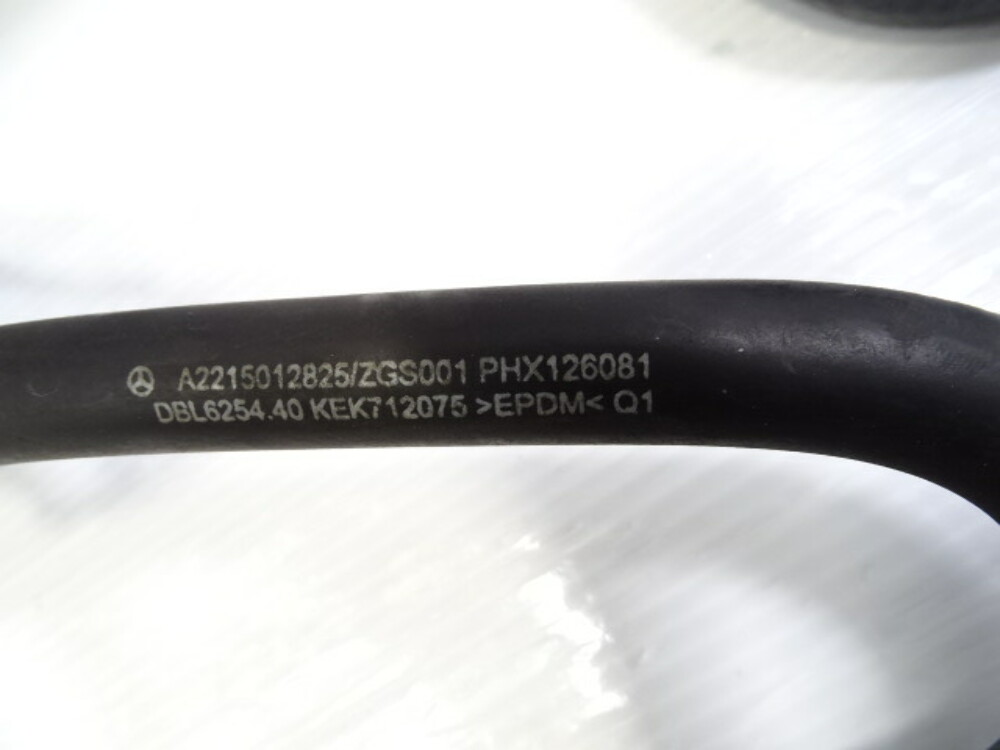 A2215012825/ZGS001 PHX126081
DBL6254.40 KEK712075 >EPDM< Q1